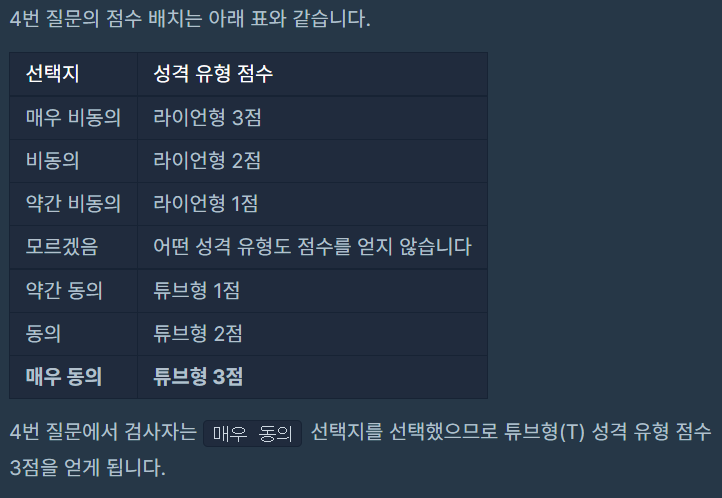 4번 질문의 점수 배치는 아래 표와 같습니다.
선택지 성격 유형 점수
매우 비동의 라이언형 3점
비동의 라이언형 2점
약간 비동의 라이언형 1점
모르겠음 어떤 성격 유형도 점수를 얻지 않습니다
약간 동의 튜브형 1점
동의 튜브형 2점
매우 동의 튜브형 3점
4번 질문에서 검사자는 매우 동의 선택지를 선택했으므로 튜브형(T) 성격 유형 점수
3점을 얻게 됩니다.